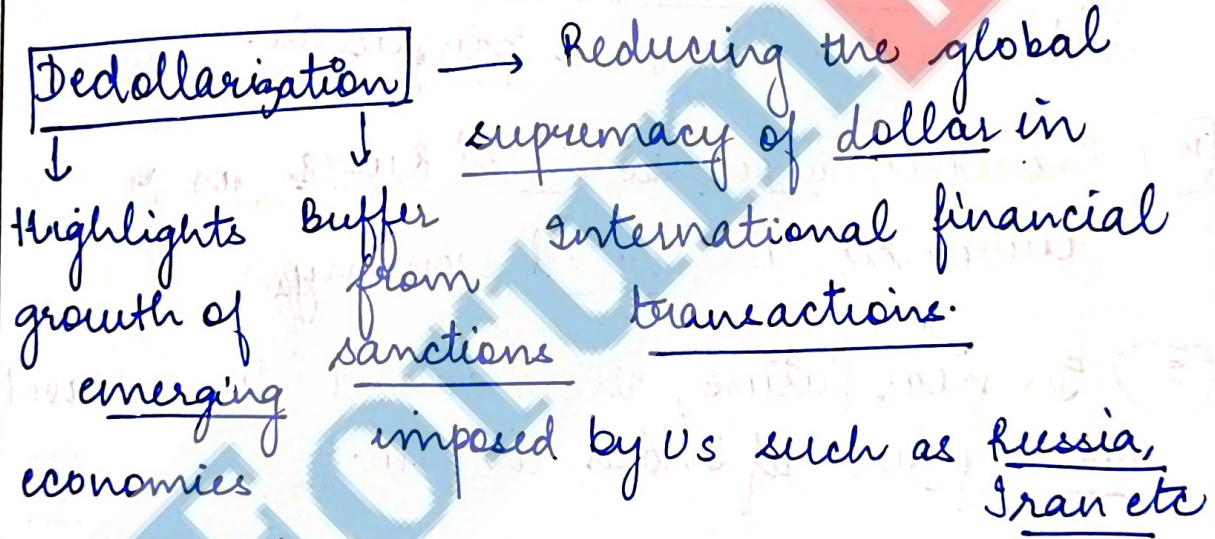 Dedollarization → Reducing the global
supremacy of dollar in
International financial
transactions.
↓ ↓
Highlights
growth of
emerging
economies
Buffer
from
sanctions
imposed by US such as Russia,
Iran etc
Forum